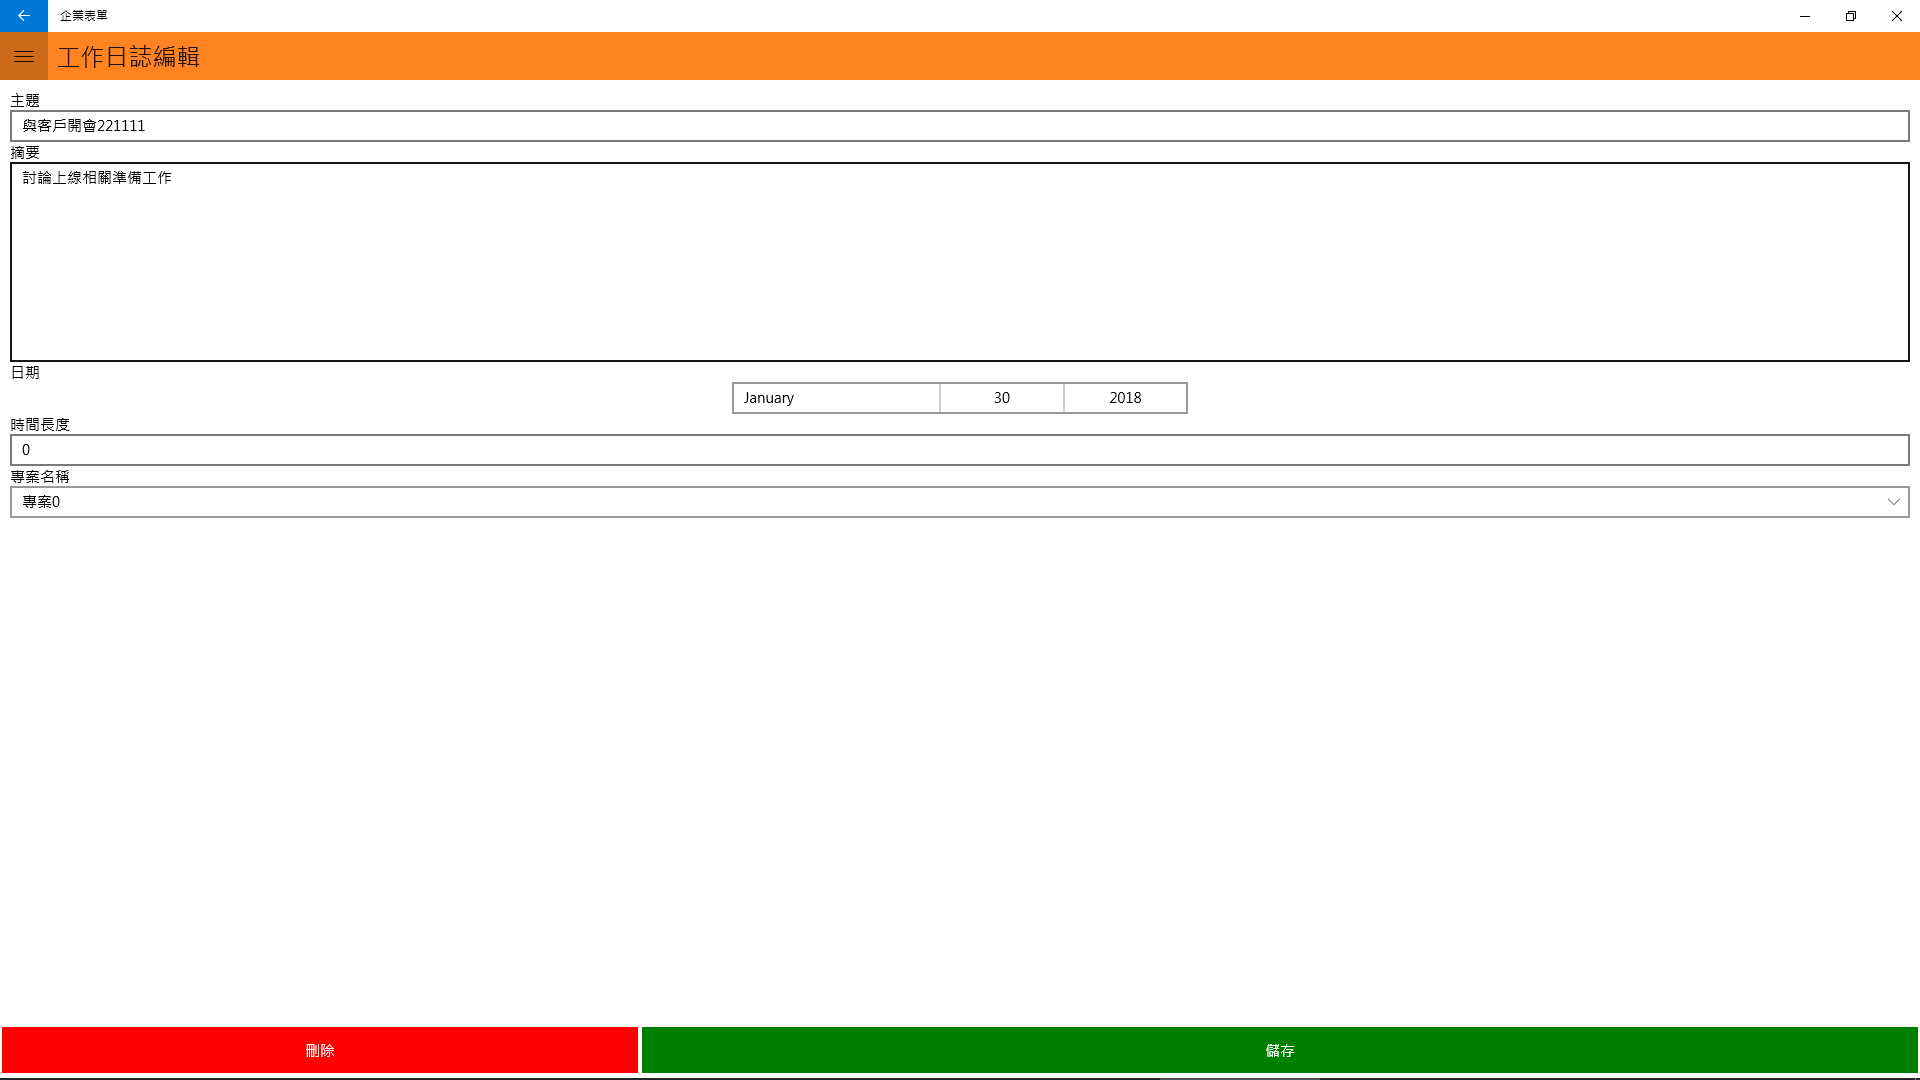 企業表單
工作日誌編輯
主題
與客戶開會221111
摘要
討論上線相關準備工作
日期
January 30 2018
時間長度
0
專案名稱
專案0
刪除 儲存